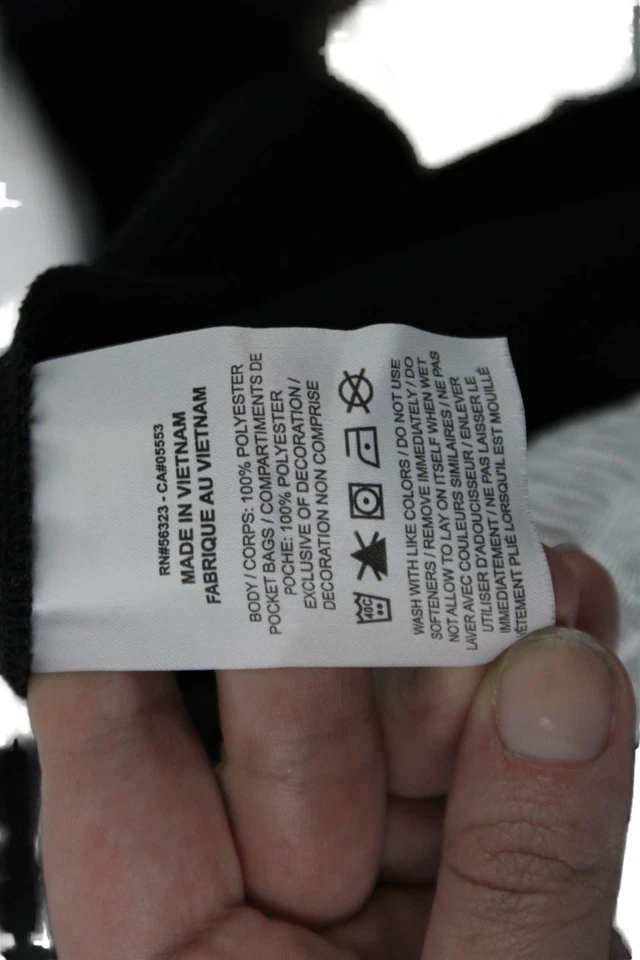 RN#56323 - CA#05553
MADE IN VIETNAM
FABRIQUE AU VIETNAM
BODY / CORPS: 100% POLYESTER
POCKET BAGS / COMPARTIMENTS DE
POCHE: 100% POLYESTER
EXCLUSIVE OF DECORATION /
DECORATION NON COMPRISE
40C
WASH WITH LIKE COLORS / DO NOT USE
SOFTENERS / REMOVE IMMEDIATELY / DO
NOT ALLOW TO LAY ON ITSELF WHEN WET
LAVER AVEC COULEURS SIMILAIRES / NE PAS
UTILISER D'ADOUCISSEUR / ENLEVER
IMMEDIATEMENT / NE PAS LAISSER LE
VÊTEMENT PLIÉ LORSQU'IL EST MOUILLÉ